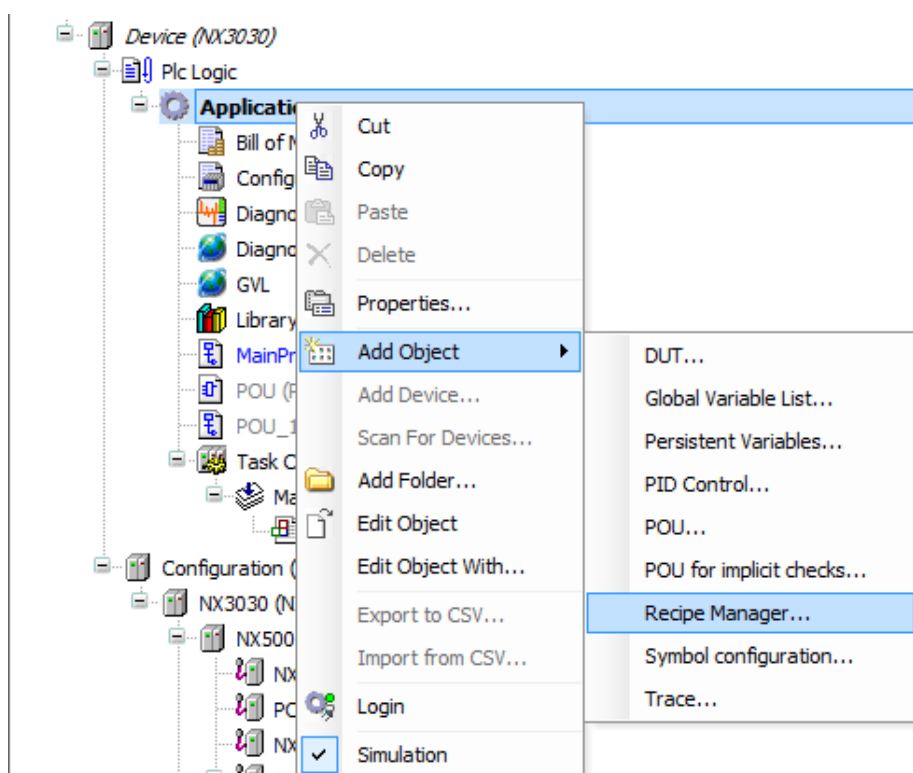 Device (NX3030)
Plc Logic
Applicati
Bill of
Config
Diagno
Diagno
GVL
Library
MainPr
POU
POU_1
Task C
Ma
Configuration (
NX3030 (N
NX500
NX
PO
NX
Cut
Copy
Paste
Delete
Properties...
Add Object
Add Device...
Scan For Devices...
Add Folder...
Edit Object
Edit Object With...
Export to CSV...
Import from CSV...
Login
Simulation
DUT...
Global Variable List...
Persistent Variables...
PID Control...
POU...
POU for implicit checks...
Recipe Manager...
Symbol configuration...
Trace...